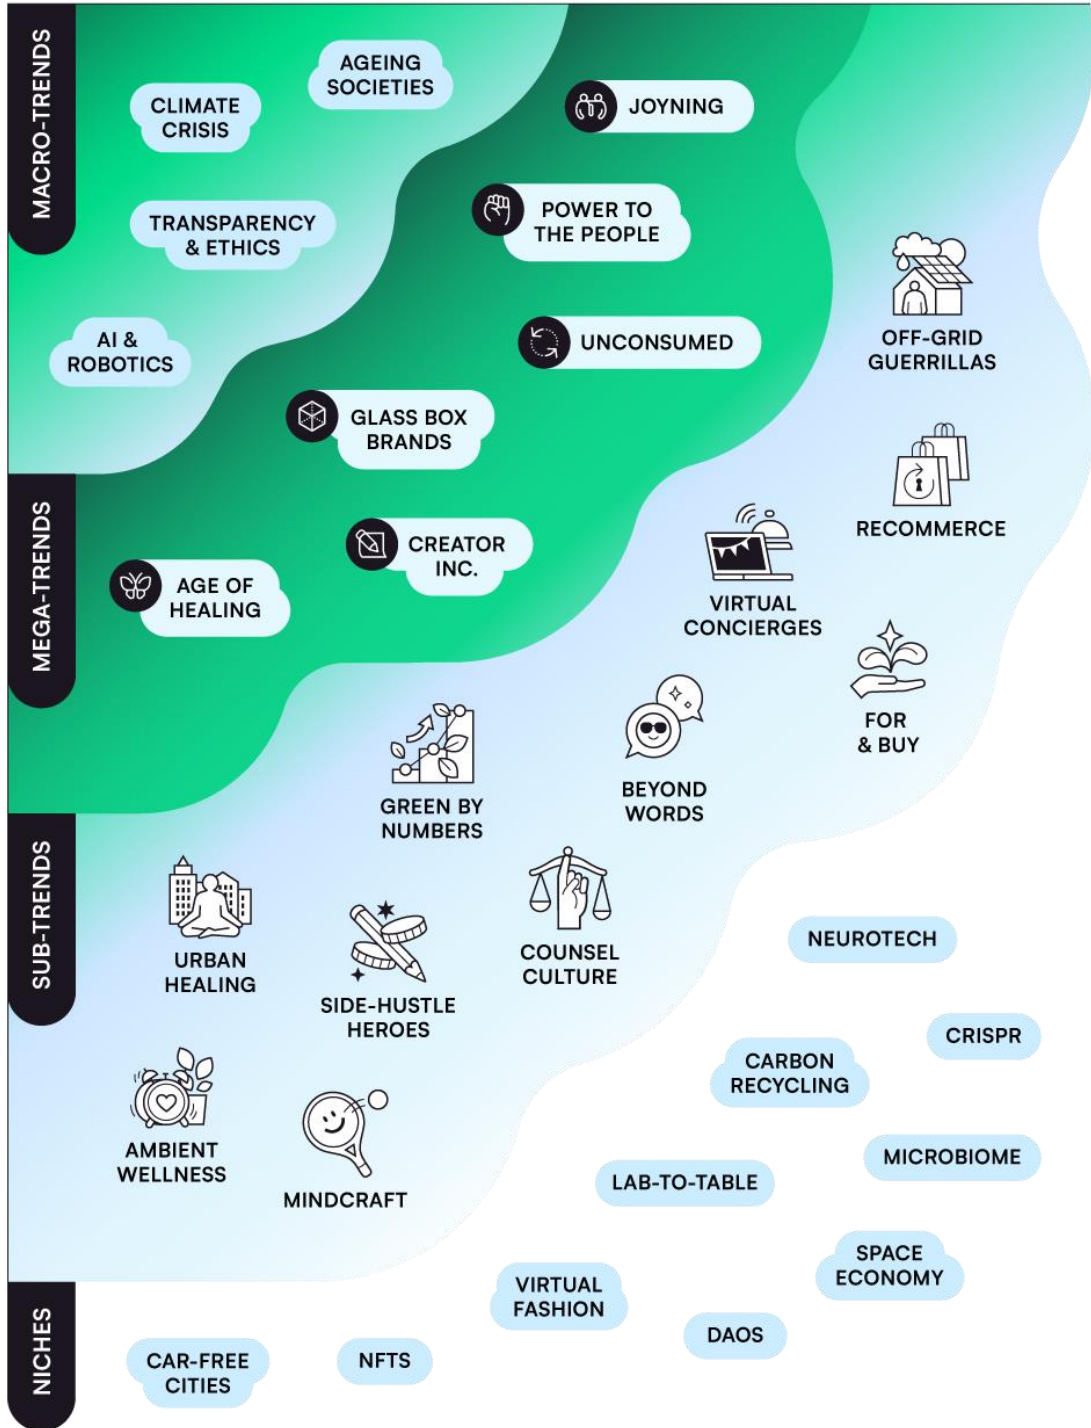 MACRO-TRENDS
AGEING
SOCIETIES
CLIMATE
CRISIS
TRANSPARENCY
& ETHICS
AI &
ROBOTICS
MEGA-TRENDS
JOYNING
POWER TO
THE PEOPLE
UNCONSUMED
GLASS BOX
BRANDS
CREATOR
INC.
AGE OF
HEALING
SUB-TRENDS
OFF-GRID
GUERRILLAS
RECOMMERCE
VIRTUAL
CONCIERGES
FOR
& BUY
BEYOND
WORDS
GREEN BY
NUMBERS
COUNSEL
CULTURE
URBAN
HEALING
SIDE-HUSTLE
HEROES
AMBIENT
WELLNESS
MINDCRAFT
NICHES
NEUROTECH
CRISPR
CARBON
RECYCLING
MICROBIOME
LAB-TO-TABLE
SPACE
ECONOMY
VIRTUAL
FASHION
DAOS
NFTS
CAR-FREE
CITIES